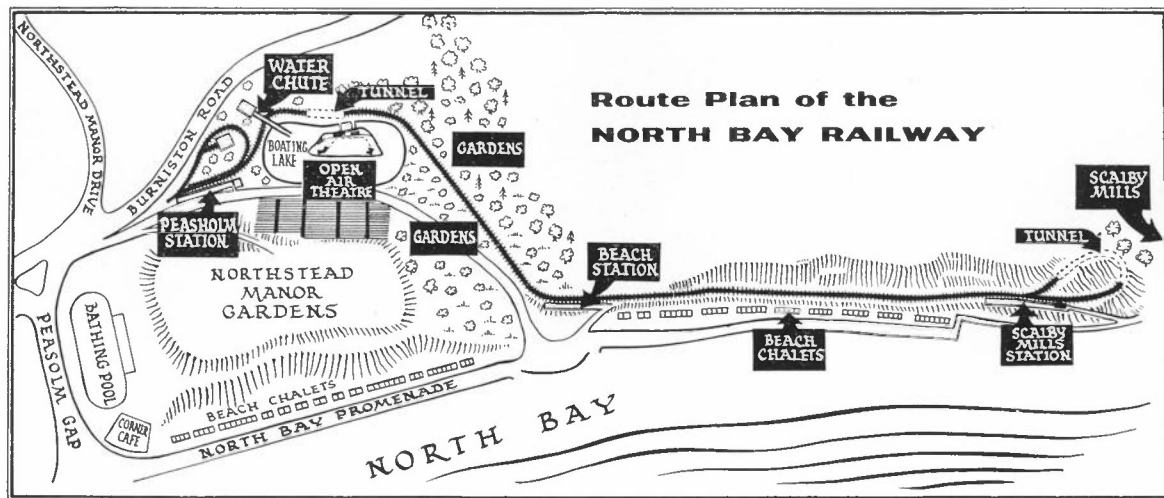 Route Plan of the
NORTH BAY RAILWAY
NORTHSTEAD MANOR DRIVE
BURNISTON ROAD
WATER
CHUTE
TUNNEL
BOATING
LAKE
OPEN
AIR
THEATRE
GARDENS
PEASHOLM
STATION
GARDENS
NORTHSTEAD
MANOR
GARDENS
BEACH
STATION
SCALBY
MILLS
TUNNEL
BEACH
CHALETS
SCALBY
MILLS
STATION
BATHING POOL
PEASOLM GAP
CORNER
CAFE
BEACH CHALETS
NORTH BAY PROMENADE
NORTH BAY